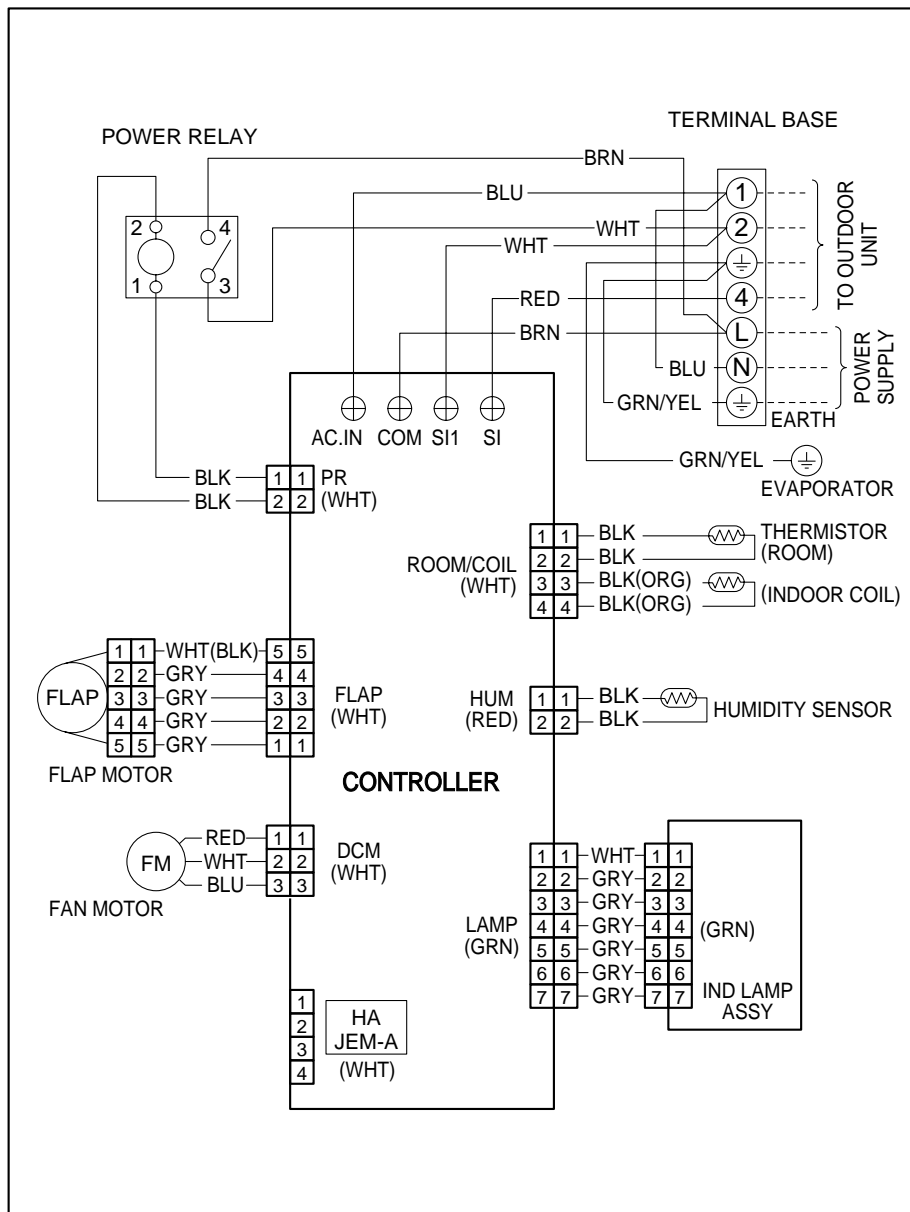 POWER RELAY
TERMINAL BASE
BRN
BLU
1
2 4
WHT
2
WHT
1 3
RED
4
TO OUTDOOR
UNIT
BRN
L
BLU
N
POWER
SUPPLY
GRN/YEL
EARTH
AC.IN COM SI1 SI
GRN/YEL
EVAPORATOR
BLK 1 1 PR
BLK 2 2 (WHT)
ROOM/COIL
(WHT)
1 1 BLK
2 2 BLK
3 3 BLK(ORG)
4 4 BLK(ORG)
THERMISTOR
(ROOM)
(INDOOR COIL)
FLAP
1 1 WHT(BLK) 5 5
2 2 GRY 4 4
3 3 GRY 3 3
4 4 GRY 2 2
5 5 GRY 1 1
FLAP
(WHT)
FLAP MOTOR
HUM
(RED)
1 1 BLK
2 2 BLK
HUMIDITY SENSOR
CONTROLLER
FM
RED 1 1
WHT 2 2
BLU 3 3
DCM
(WHT)
FAN MOTOR
LAMP
(GRN)
1 1 WHT 1 1
2 2 GRY 2 2
3 3 GRY 3 3
4 4 GRY 4 4
5 5 GRY 5 5
6 6 GRY 6 6
7 7 GRY 7 7
(GRN)
IND LAMP
ASSY
1
2
3
4
HA
JEM-A
(WHT)